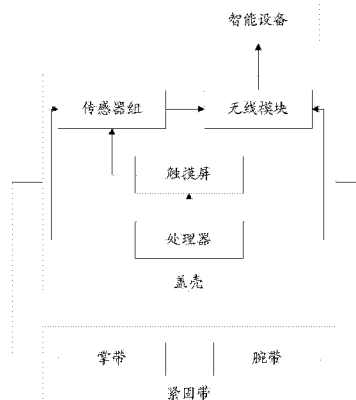 智能设备
传感器组
无线模块
触摸屏
处理器
盖壳
掌带
腕带
紧固带